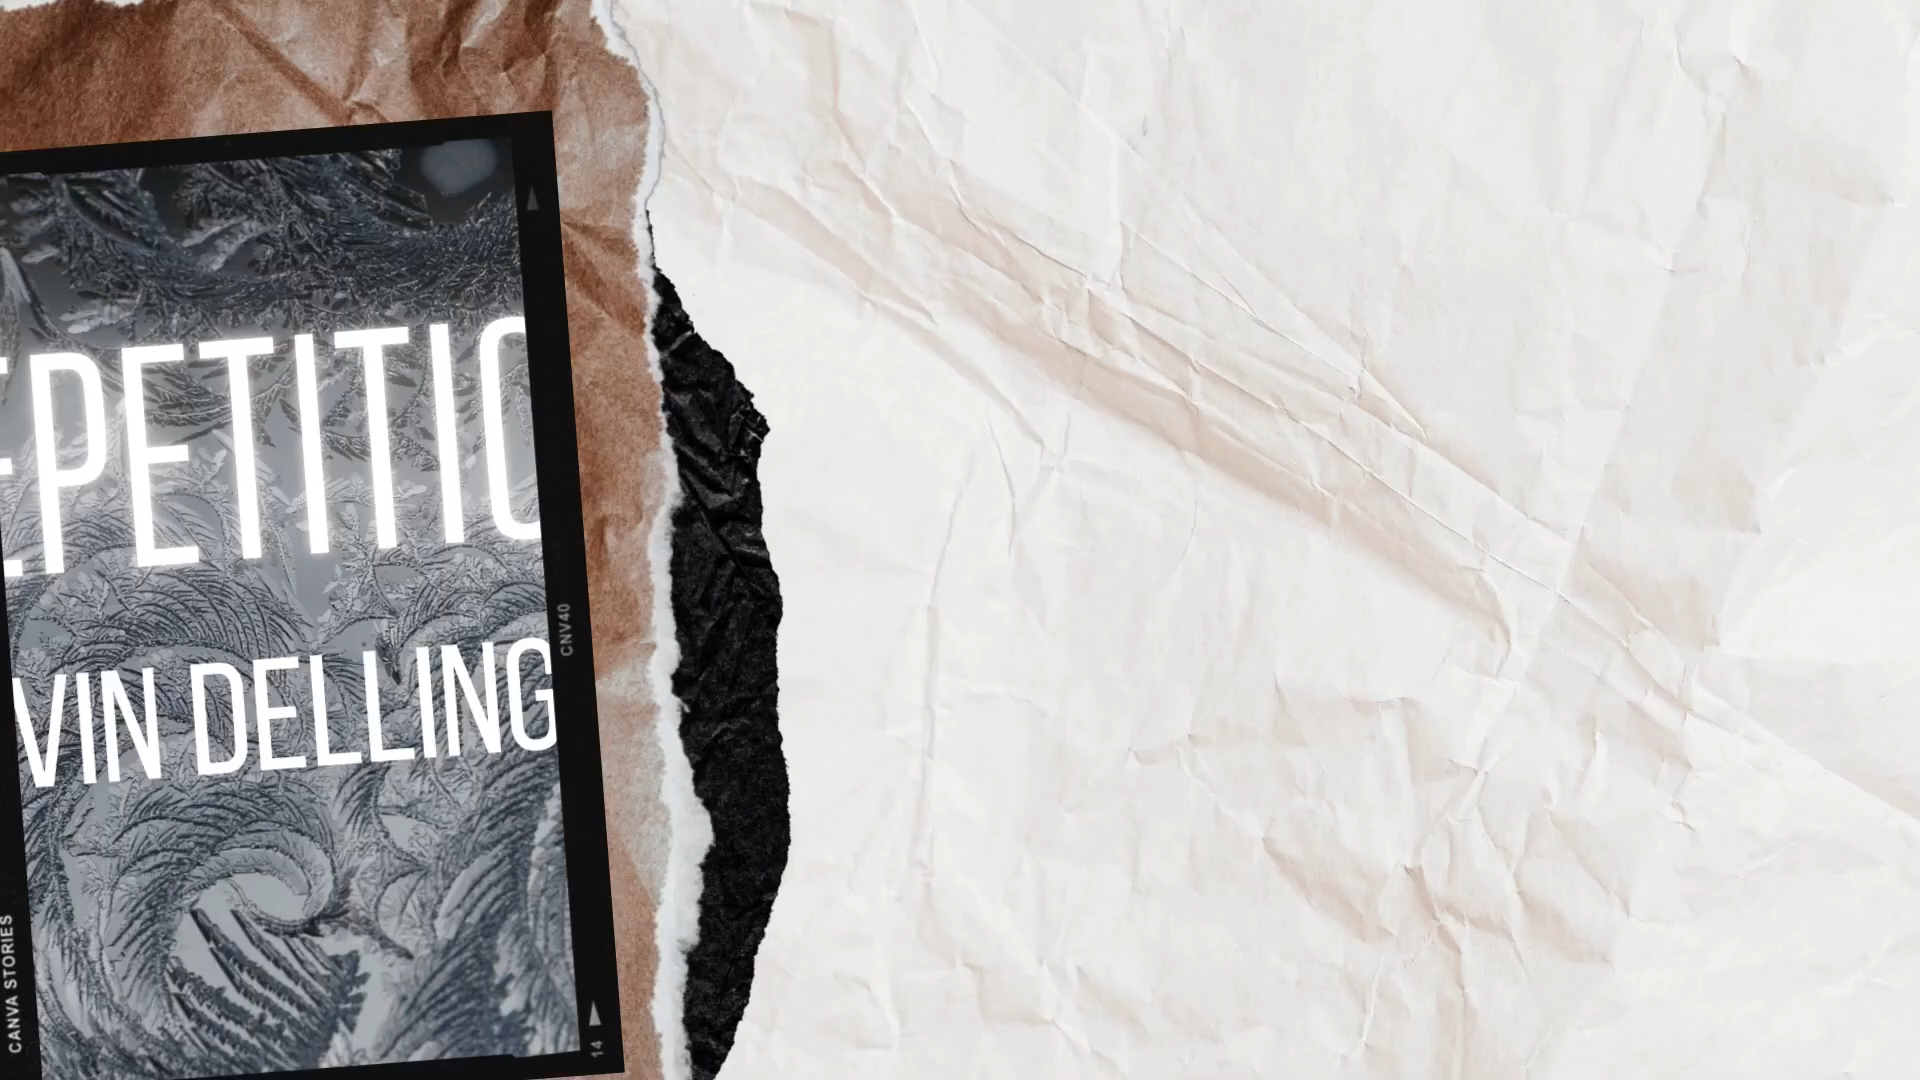 EPETITIO
VIN DELLING
CNV40
CANVA STORIES
14